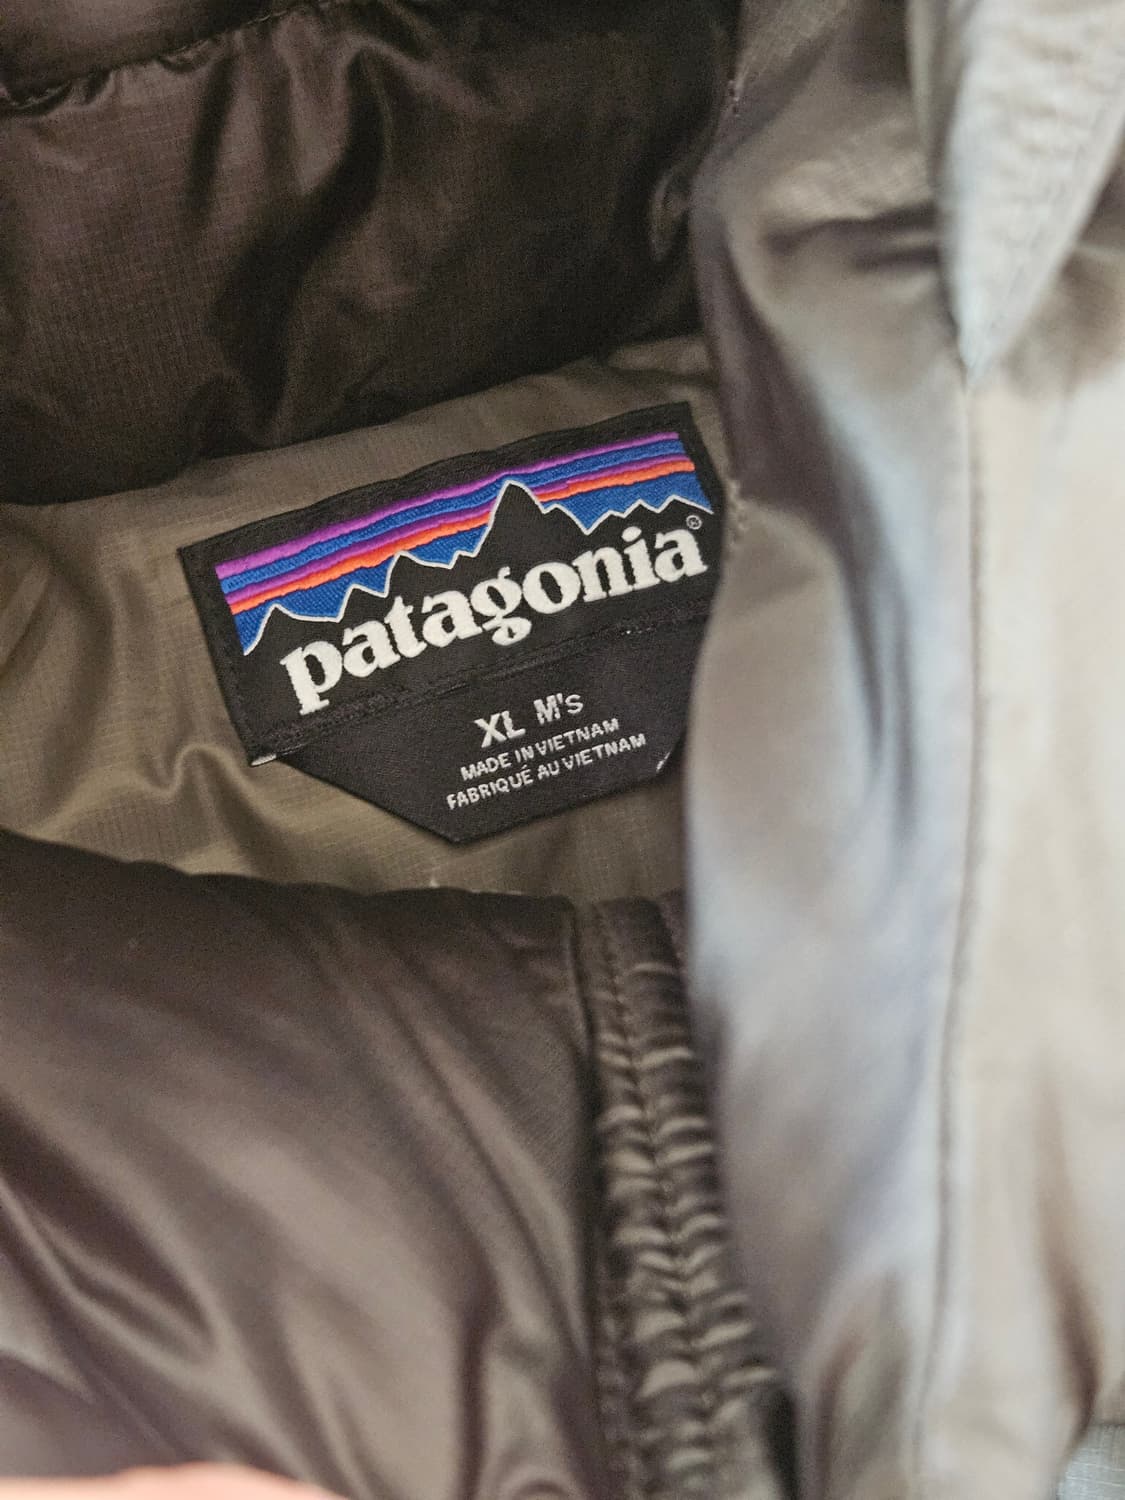 patagonia®
XL M's
MADE IN VIETNAM
FABRIQUÉ AU VIETNAM